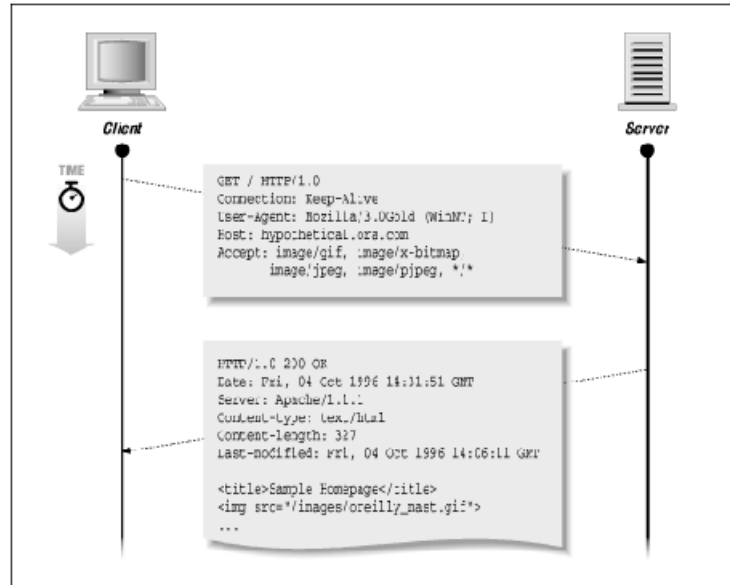 Client
Server
TIME
GET / HTTP/1.0
Connection: Keep-Alive
User-Agent: Mozilla/3.0Gold (WinNT; I)
Host: hypothetical.ora.com
Accept: image/gif, image/x-bitmap,
image/jpeg, image/pjpeg, */*
HTTP/1.0 200 OK
Date: Fri, 04 Oct 1996 14:31:51 GMT
Server: Apache/1.1.1
Content-type: text/html
Content-length: 327
Last-modified: Fri, 04 Oct 1996 14:06:11 GMT
<title>Sample Homepage</title>
<img src="/images/oreilly_mast.gif">
...